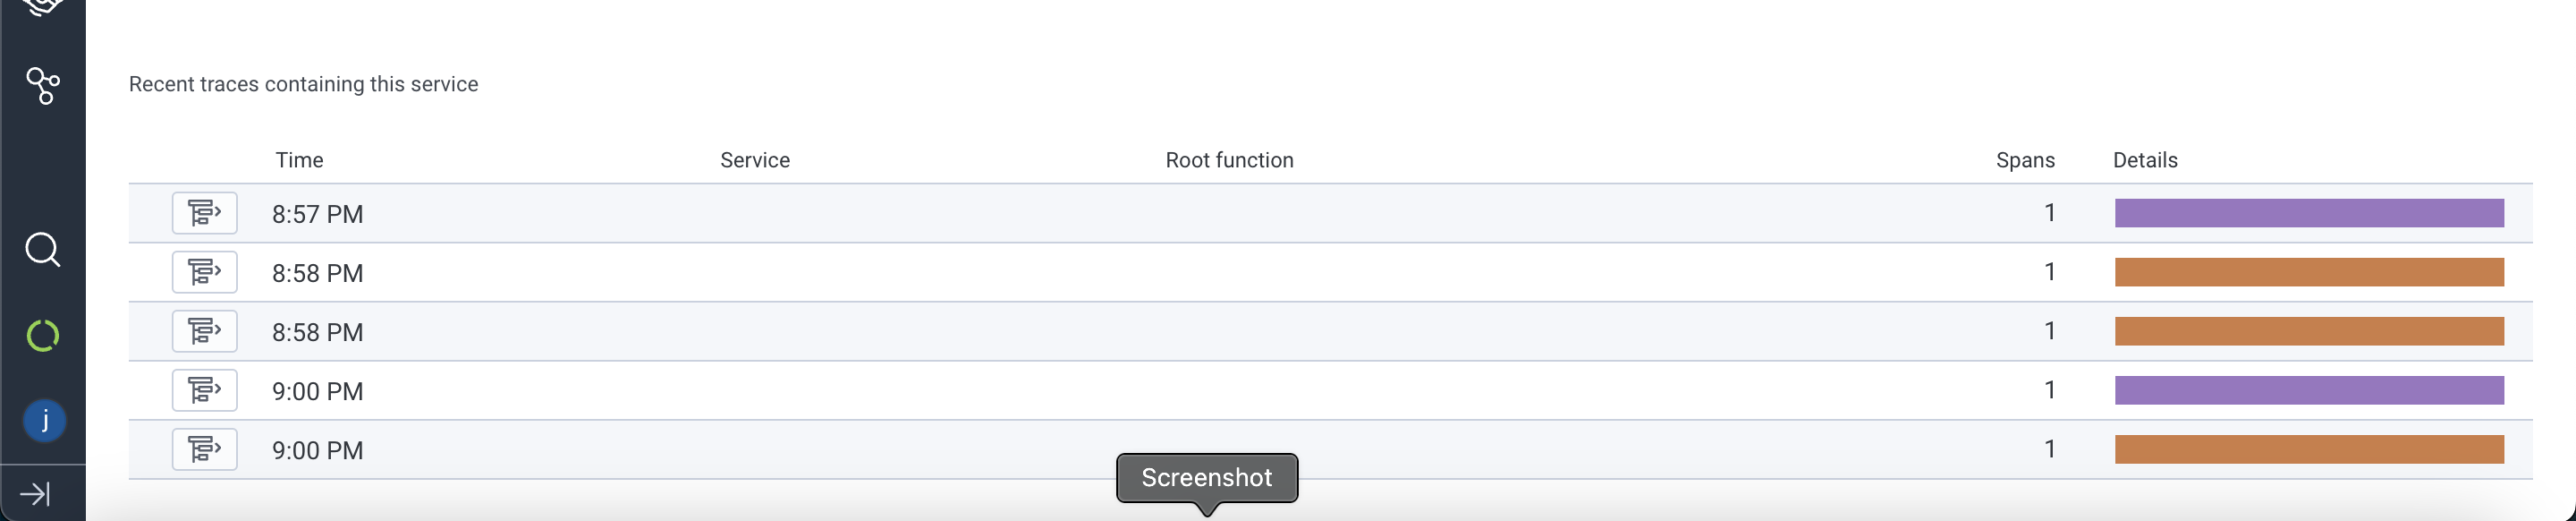 Recent traces containing this service
Time Service Root function Spans Details
8:57 PM 1
8:58 PM 1
8:58 PM 1
9:00 PM 1
9:00 PM 1
j
Screenshot